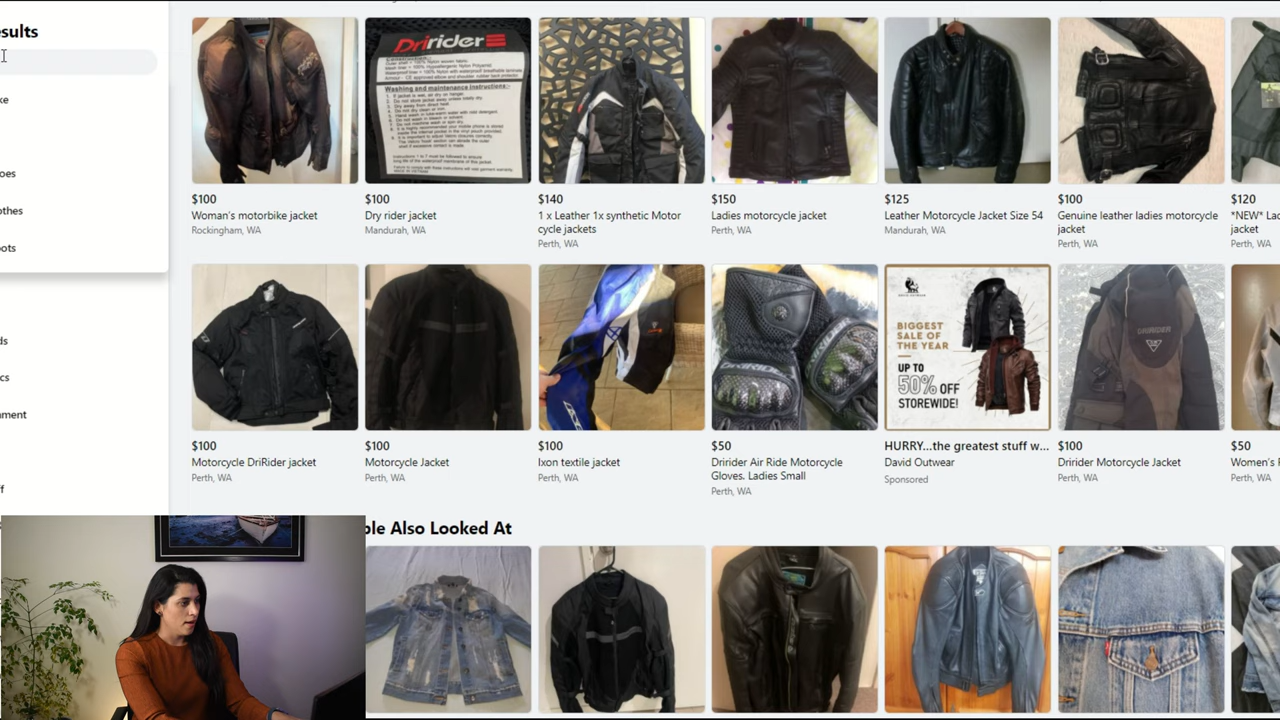 esults
ke
oes
othes
ots
ds
cs
nment
f
Dririder
Washing and maintenance instructions:-
$100
Woman's motorbike jacket
Rockingham, WA
$100
Dry rider jacket
Mandurah, WA
$140
1 x Leather 1x synthetic Motor
cycle jackets
Perth, WA
$150
Ladies motorcycle jacket
Perth, WA
$125
Leather Motorcycle Jacket Size 54
Mandurah, WA
$100
Genuine leather ladies motorcycle
jacket
Perth, WA
$120
*NEW* Lad
jacket
Perth, WA
BIGGEST
SALE OF
THE YEAR
UP TO
50% OFF
STOREWIDE!
DRIRIDER
$100
Motorcycle DriRider jacket
Perth, WA
$100
Motorcycle Jacket
Perth, WA
$100
Ixon textile jacket
Perth, WA
$50
Dririder Air Ride Motorcycle
Gloves. Ladies Small
Perth, WA
HURRY...the greatest stuff w...
David Outwear
Sponsored
$100
Dririder Motorcycle Jacket
Perth, WA
$50
Women's F
Perth, WA
ple Also Looked At